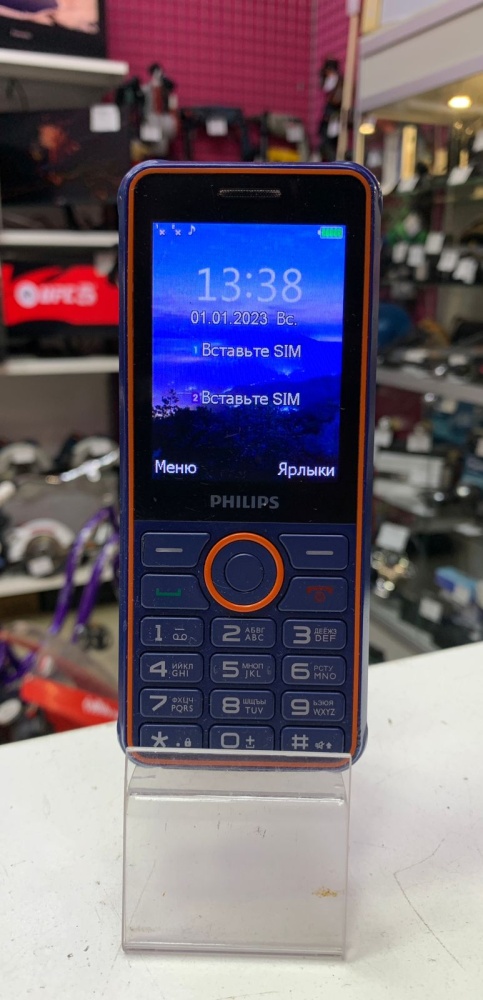 13:38
01.01.2023 Вс.
1 Вставьте SIM
2 Вставьте SIM
Меню Ярлыки
PHILIPS
1
2 АБВГ ABC
3 ДЕЁЖЗ DEF
4 ИЙКЛ GHI
5 МНОП JKL
6 РСТУ MNO
7 ФХЦЧ PQRS
8 ШЩЪЫ TUV
9 ЬЭЮЯ WXYZ
* 0 + #